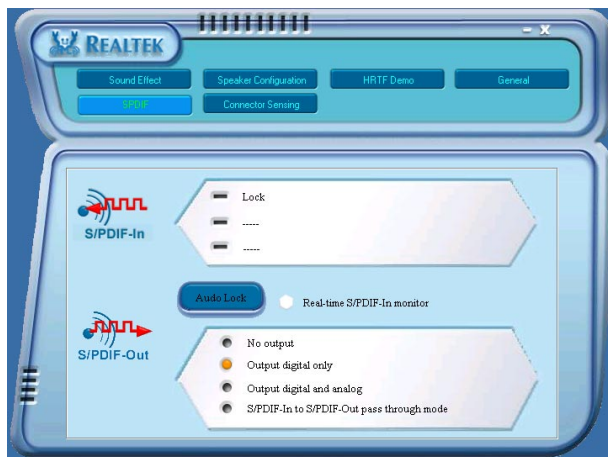 REALTEK
- X
Sound Effect Speaker Configuration HRTF Demo General
SPDIF Connector Sensing
S/PDIF-In
Lock
-----
-----
Audo Lock Real-time S/PDIF-In monitor
S/PDIF-Out
No output
Output digital only
Output digital and analog
S/PDIF-In to S/PDIF-Out pass through mode